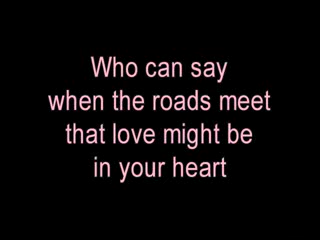 Who can say
when the roads meet
that love might be
in your heart